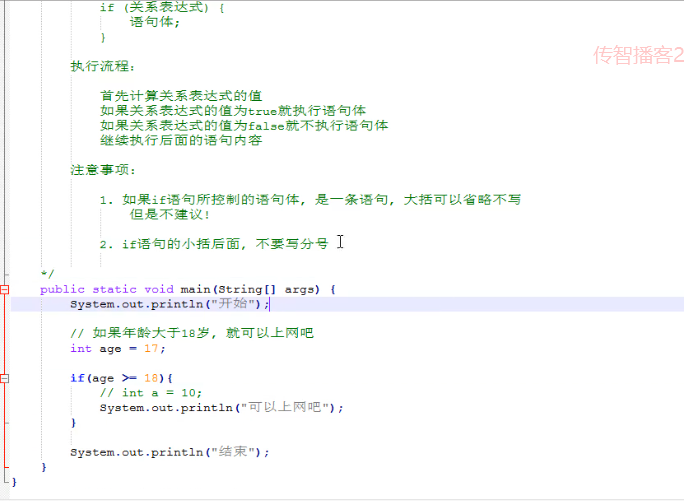 if (关系表达式) {
语句体;
}
传智播客2
执行流程:
首先计算关系表达式的值
如果关系表达式的值为true就执行语句体
如果关系表达式的值为false就不执行语句体
继续执行后面的语句内容
注意事项:
1. 如果if语句所控制的语句体, 是一条语句, 大括可以省略不写
但是不建议!
2. if语句的小括后面, 不要写分号
*/
public static void main(String[] args) {
System.out.println("开始");
// 如果年龄大于18岁, 就可以上网吧
int age = 17;
if(age >= 18){
// int a = 10;
System.out.println("可以上网吧");
}
System.out.println("结束");
}
}